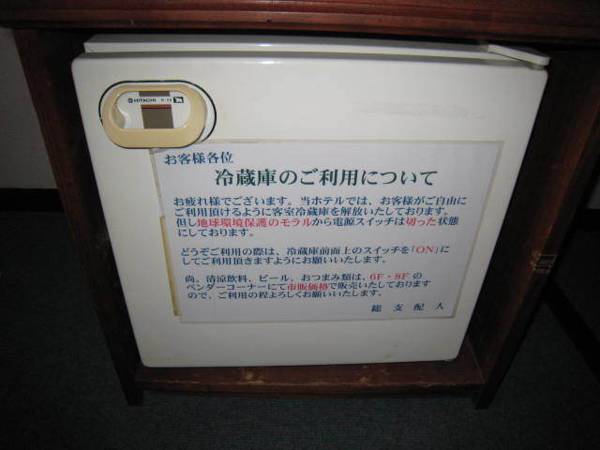 HITACHI
お客様各位
冷蔵庫のご利用について
お疲れ様でございます。当ホテルでは、お客様がご自由に
ご利用頂けるように客室冷蔵庫を解放いたしております。
但し地球環境保護のモラルから電源スイッチは切った状態
にしております。
どうぞご利用の際は、冷蔵庫前面上のスイッチを「ON」に
してご利用頂きますようにお願いいたします。
尚、清涼飲料、ビール、おつまみ類は、6F・8F の
ベンダーコーナーにて市販価格で販売いたしております
ので、ご利用の程よろしくお願いいたします。
総支配人